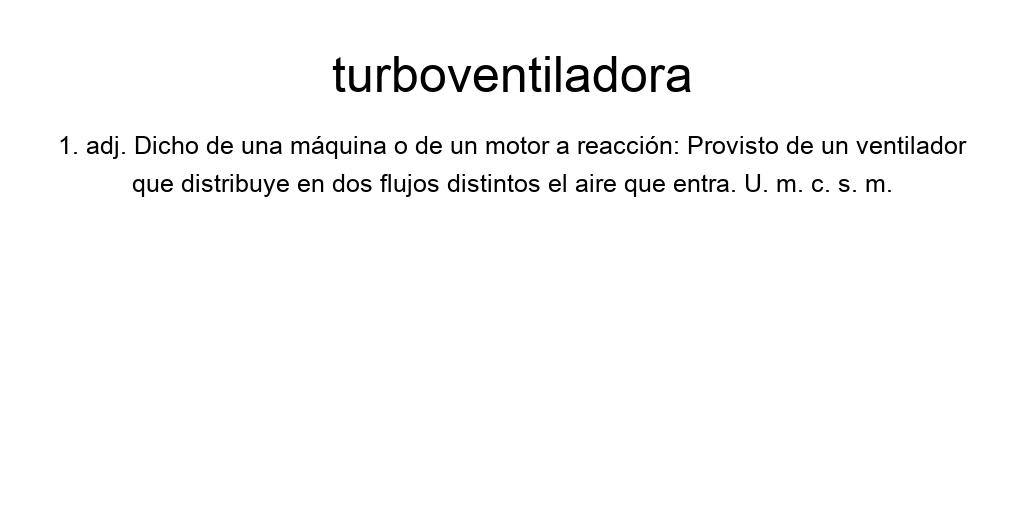 turboventiladora
1. adj. Dicho de una máquina o de un motor a reacción: Provisto de un ventilador
que distribuye en dos flujos distintos el aire que entra. U. m. c. s. m.